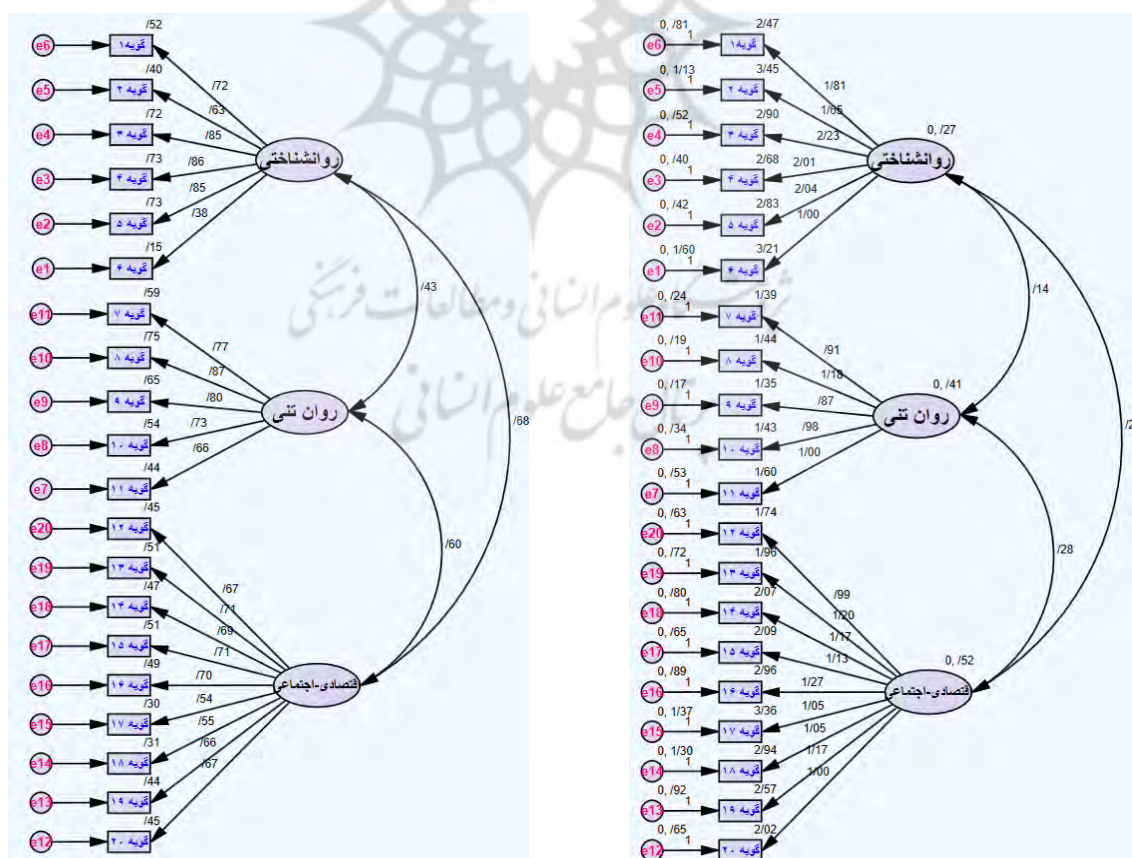 /52
e6 گویه۱
/40
/72
e5 گویه ۲
/63
/72
e4 گویه ۳
/85
روانشناختی
/73
/86
e3 گویه ۴
/73
/85
e2 گویه ۵
/38
/15
e1 گویه ۶
/43
/59
e11 گویه ۷
/75
/77
e10 گویه ۸
/87
/65
e9 گویه ۹
/80
روان تنی
/68
/54
/73
e8 گویه ۱۰
/66
/44
e7 گویه ۱۱
/45
e20 گویه ۱۲
/60
/51
e19 گویه ۱۳
/67
/47
e18 گویه ۱۴
/71
/69
/51
e17 گویه ۱۵
/71
/49
e16 گویه ۱۶
/70
قتصادی-اجتماعی
/30
/54
e15 گویه ۱۷
/55
/31
e14 گویه ۱۸
/66
/67
/44
e13 گویه ۱۹
/45
e12 گویه ۲۰
0, /81
2/47
e6 1 گویه۱
0, 1/13
3/45
1/81
e5 1 گویه ۲
1/65
0, /52
2/90
0, /27
e4 1 گویه ۳
2/23
روانشناختی
0, /40
2/68
2/01
e3 1 گویه ۴
2/04
0, /42
2/83
e2 1 گویه ۵
1/00
0, 1/60
3/21
e1 1 گویه ۶
/14
0, /24
1/39
e11 1 گویه ۷
0, /19
1/44
/91
e10 1 گویه ۸
1/18
0, /17
1/35
0, /41
e9 1 گویه ۹
/87
روان تنی
0, /34
1/43
/98
e8 1 گویه ۱۰
1/00
0, /53
1/60
e7 1 گویه ۱۱
0, /63
1/74
e20 1 گویه ۱۲
/28
0, /72
1/96
e19 1 گویه ۱۳
/99
0, /80
2/07
e18 1 گویه ۱۴
1/20
1/17
0, /65
2/09
e17 1 گویه ۱۵
1/13
0, /52
0, /89
2/96
e16 1 گویه ۱۶
1/27
قتصادی-اجتماعی
0, 1/37
3/36
1/05
e15 1 گویه ۱۷
1/05
0, 1/30
2/94
e14 1 گویه ۱۸
1/17
1/00
0, /92
2/57
e13 1 گویه ۱۹
0, /65
2/02
e12 1 گویه ۲۰